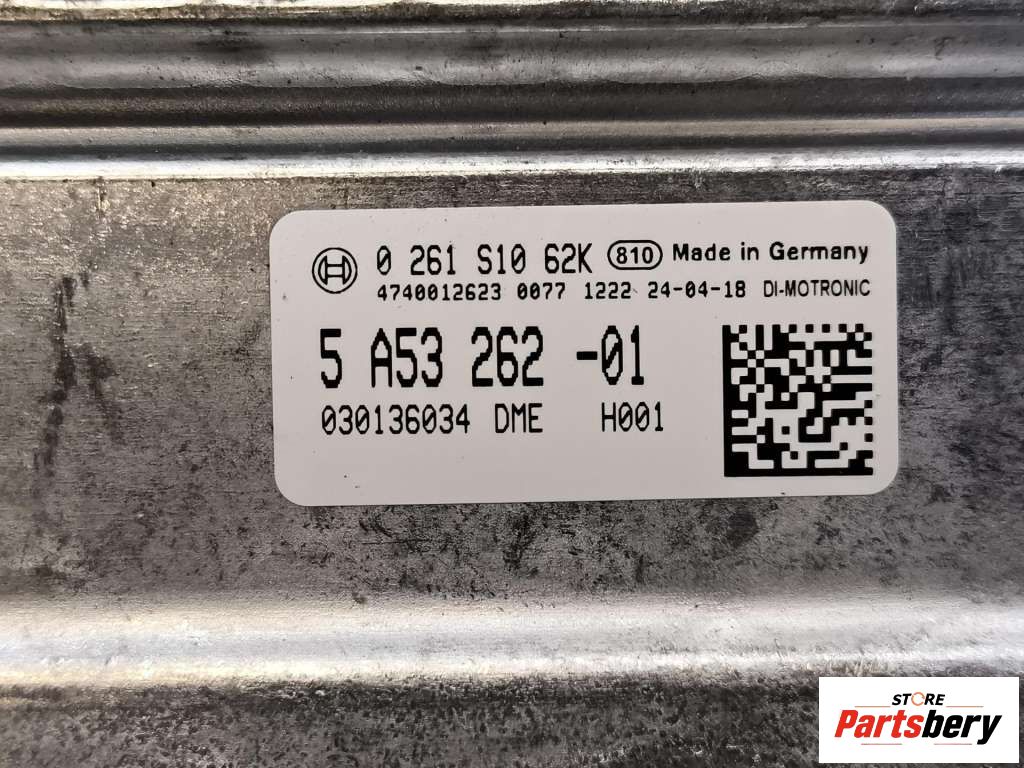 0 261 S10 62K 810 Made in Germany
4740012623 0077 1222 24-04-18 DI-MOTRONIC
5 A53 262 -01
030136034 DME H001
STORE
Partsbery